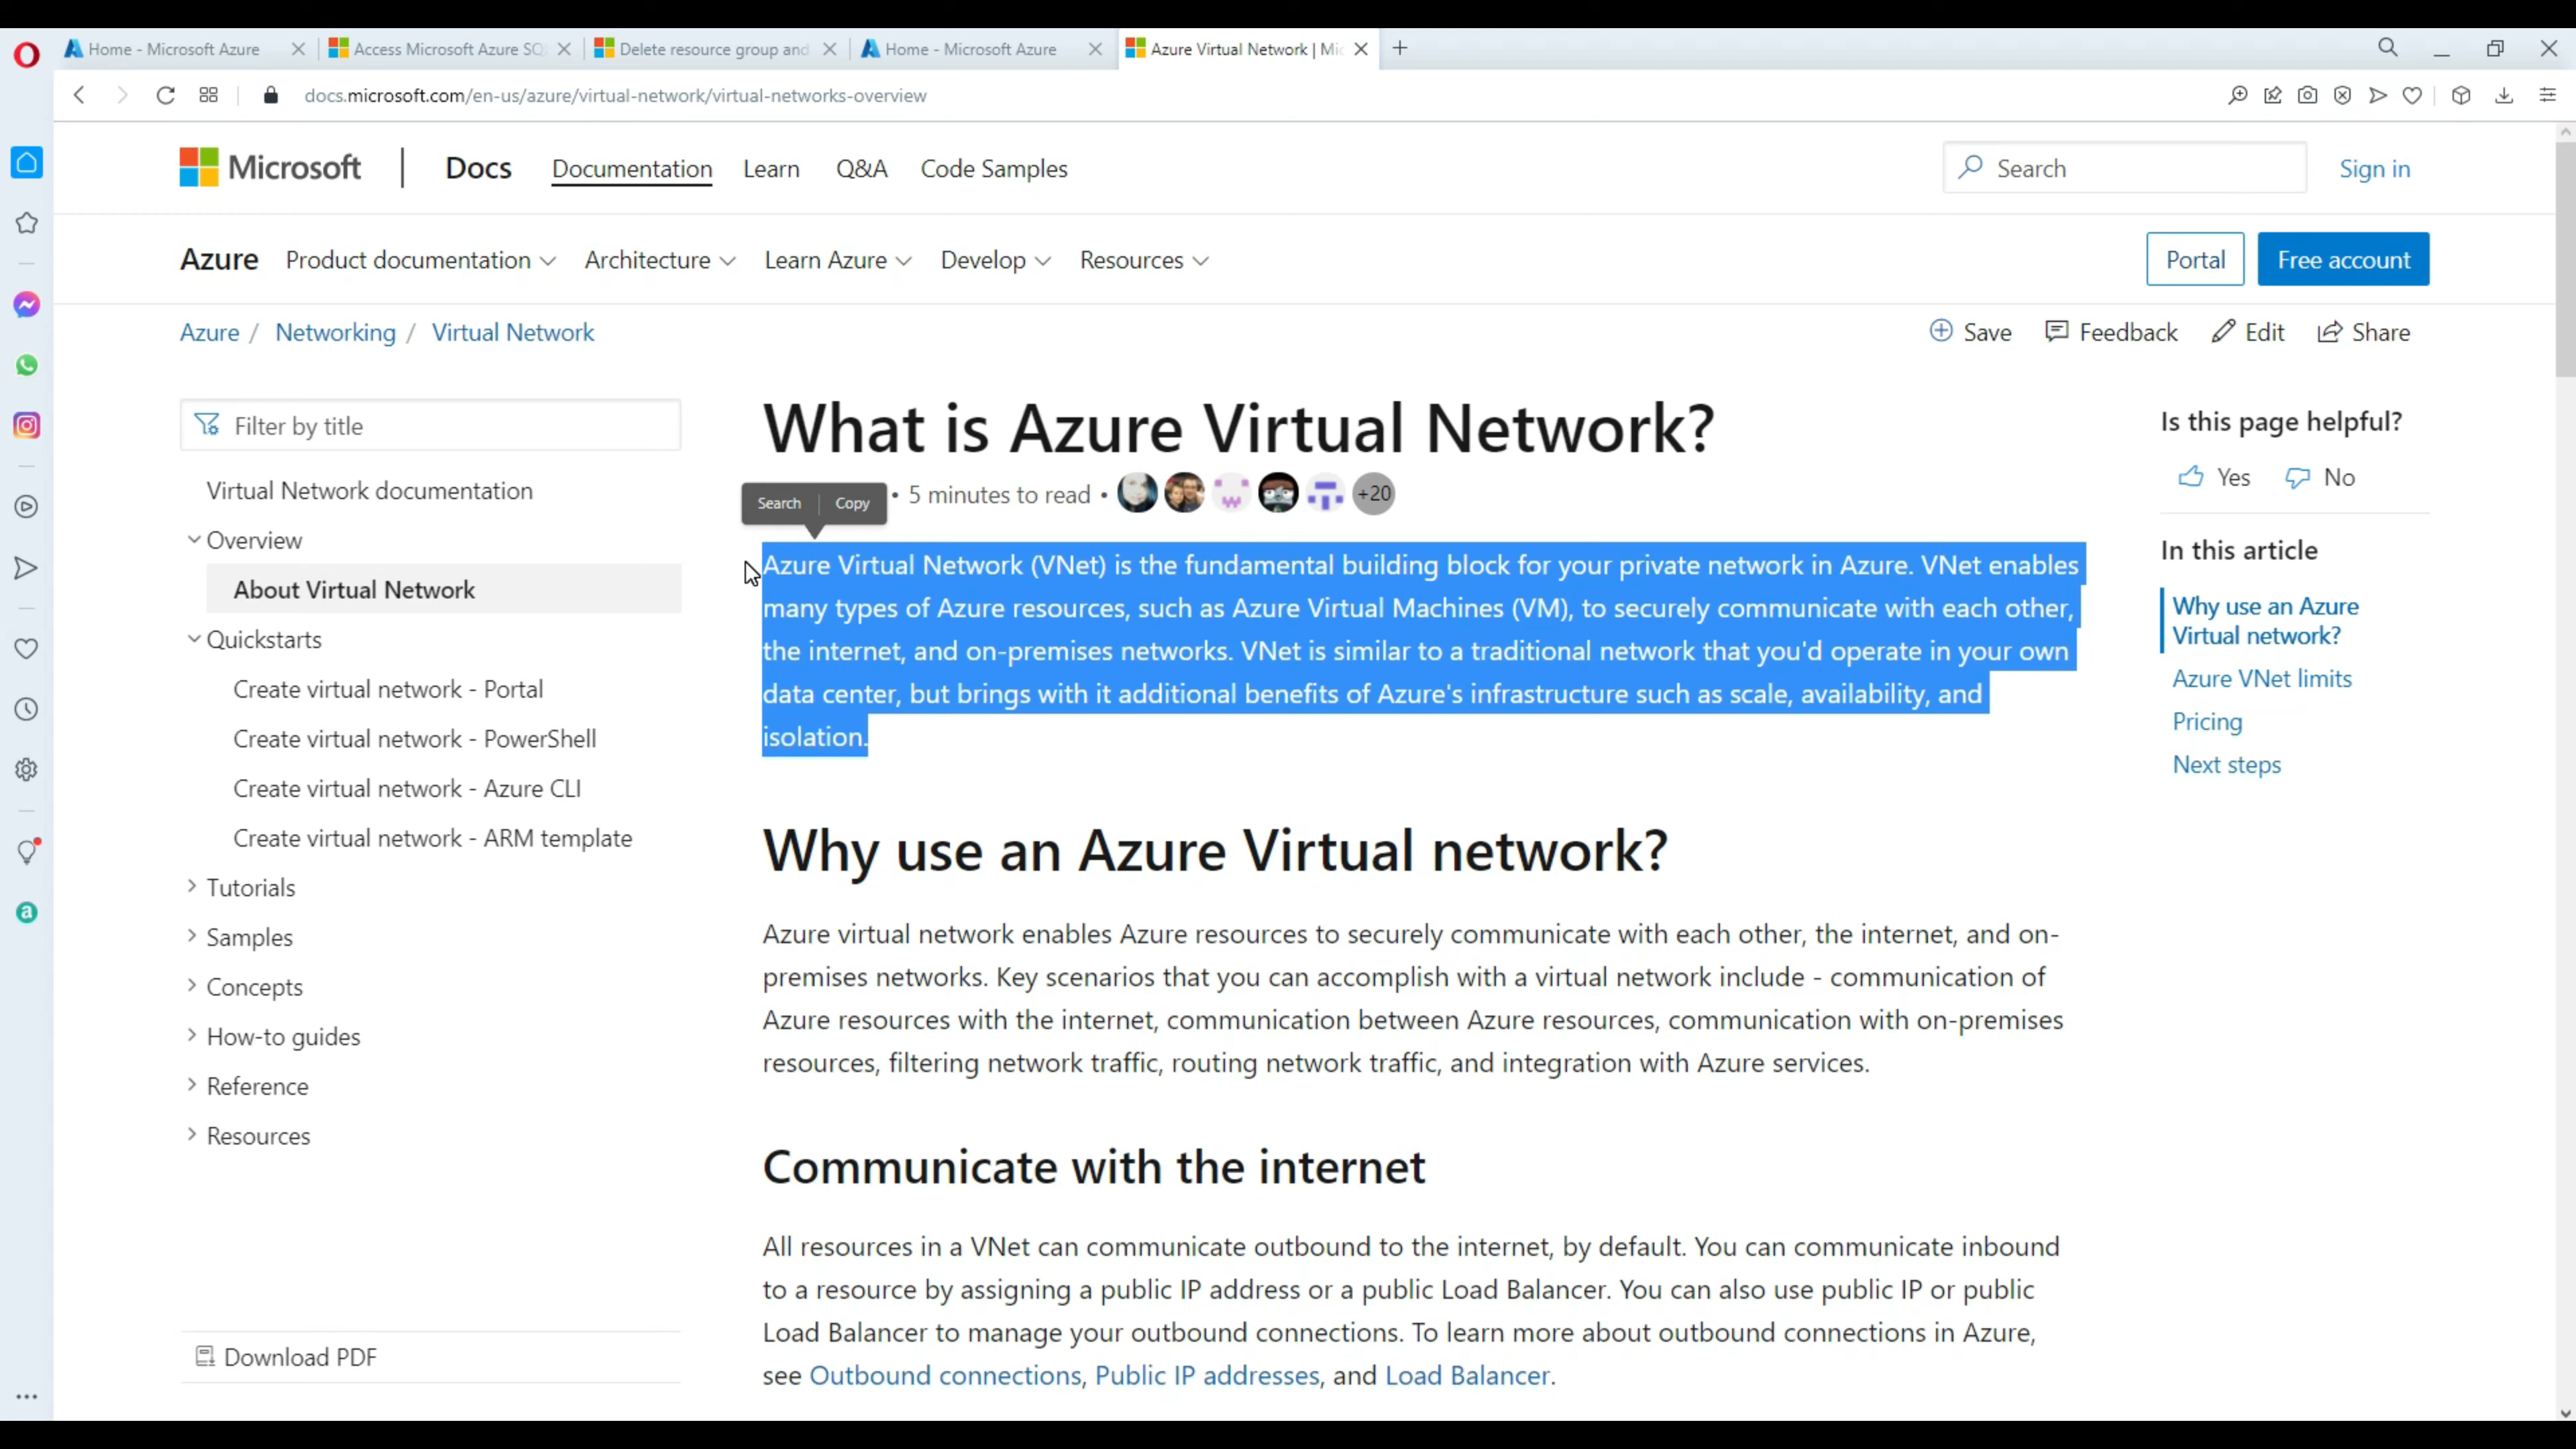 Home - Microsoft Azure
Access Microsoft Azure SQ
Delete resource group and
Home - Microsoft Azure
Azure Virtual Network | Mic
docs.microsoft.com/en-us/azure/virtual-network/virtual-networks-overview
Microsoft
Docs
Documentation
Learn
Q&A
Code Samples
Search
Sign in
Azure
Product documentation
Architecture
Learn Azure
Develop
Resources
Portal
Free account
Azure / Networking / Virtual Network
Save
Feedback
Edit
Share
Filter by title
Virtual Network documentation
Overview
About Virtual Network
Quickstarts
Create virtual network - Portal
Create virtual network - PowerShell
Create virtual network - Azure CLI
Create virtual network - ARM template
Tutorials
Samples
Concepts
How-to guides
Reference
Resources
Download PDF
What is Azure Virtual Network?
Search
Copy
• 5 minutes to read •
+20
Azure Virtual Network (VNet) is the fundamental building block for your private network in Azure. VNet enables
many types of Azure resources, such as Azure Virtual Machines (VM), to securely communicate with each other,
the internet, and on-premises networks. VNet is similar to a traditional network that you'd operate in your own
data center, but brings with it additional benefits of Azure's infrastructure such as scale, availability, and
isolation.
Why use an Azure Virtual network?
Azure virtual network enables Azure resources to securely communicate with each other, the internet, and on-
premises networks. Key scenarios that you can accomplish with a virtual network include - communication of
Azure resources with the internet, communication between Azure resources, communication with on-premises
resources, filtering network traffic, routing network traffic, and integration with Azure services.
Communicate with the internet
All resources in a VNet can communicate outbound to the internet, by default. You can communicate inbound
to a resource by assigning a public IP address or a public Load Balancer. You can also use public IP or public
Load Balancer to manage your outbound connections. To learn more about outbound connections in Azure,
see Outbound connections, Public IP addresses, and Load Balancer.
Is this page helpful?
Yes
No
In this article
Why use an Azure
Virtual network?
Azure VNet limits
Pricing
Next steps